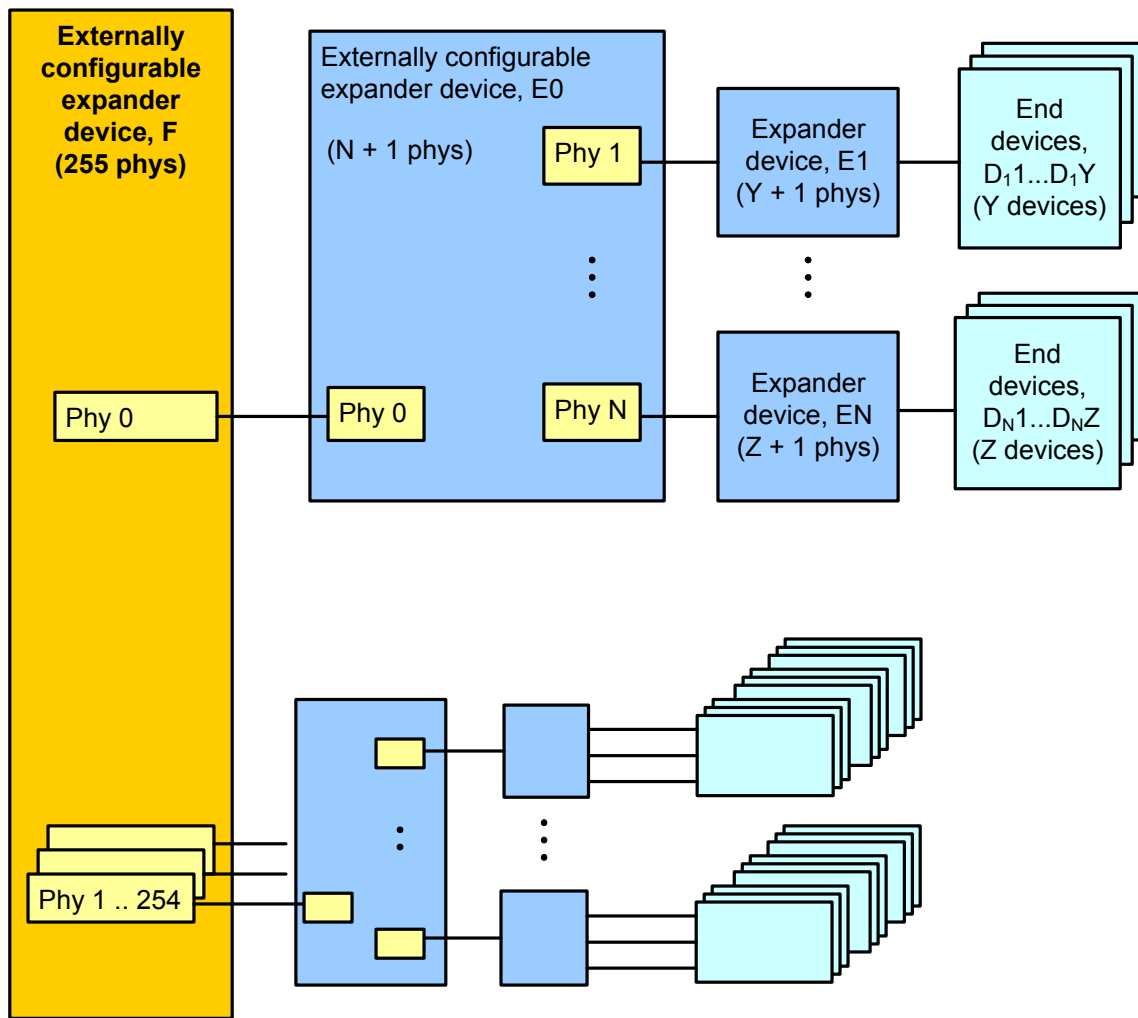 Externally
configurable
expander
device, F
(255 phys)
Externally configurable
expander device, E0
(N + 1 phys)
Phy 1
Expander
device, E1
(Y + 1 phys)
End
devices,
D₁1...D₁Y
(Y devices)
Phy 0
Phy 0
Phy N
Expander
device, EN
(Z + 1 phys)
End
devices,
D_N1...D_NZ
(Z devices)
Phy 1 .. 254